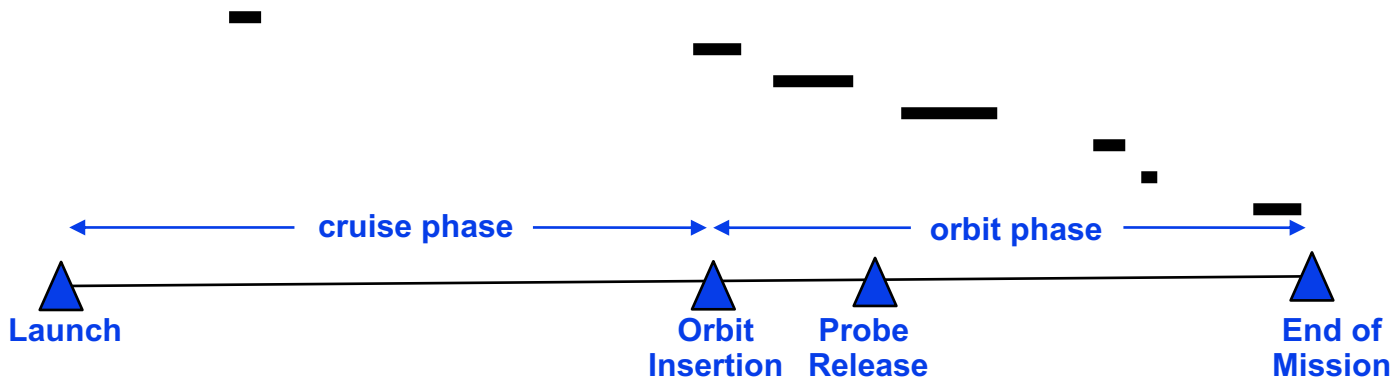 cruise phase
orbit phase
Launch
Orbit
Insertion
Probe
Release
End of
Mission